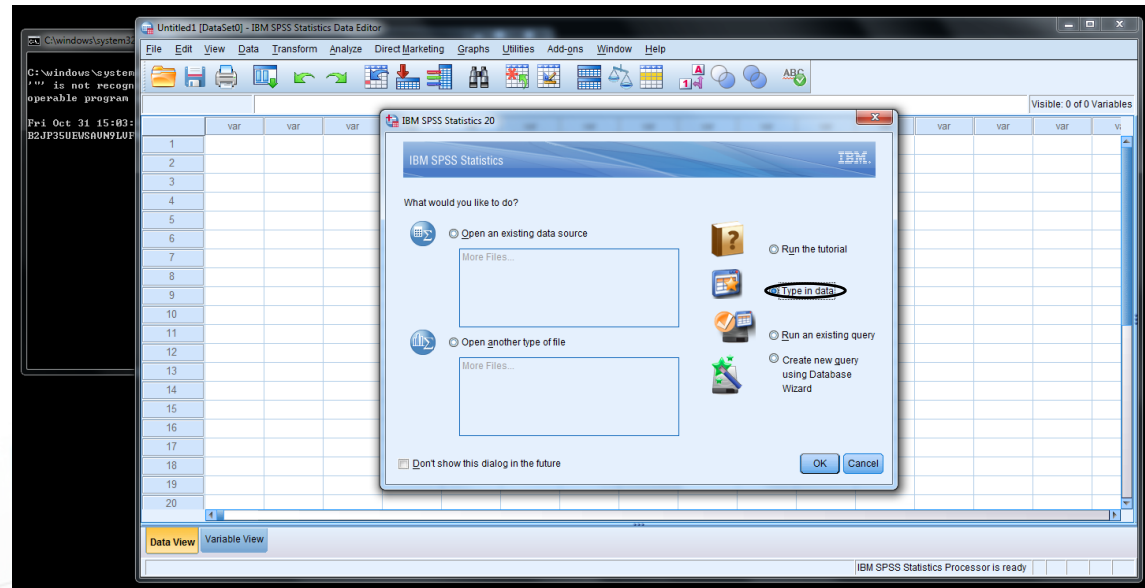 Untitled1 [DataSet0] - IBM SPSS Statistics Data Editor
File Edit View Data Transform Analyze Direct Marketing Graphs Utilities Add-ons Window Help
Visible: 0 of 0 Variables
var var var var var var
1
2
3
4
5
6
7
8
9
10
11
12
13
14
15
16
17
18
19
20
Data View Variable View
IBM SPSS Statistics Processor is ready
C:\windows\system32
C:\windows\system
'"' is not recogn
operable program
Fri Oct 31 15:03:
IBM SPSS Statistics 20
IBM SPSS Statistics IBM.
What would you like to do?
Open an existing data source
More Files...
Open another type of file
More Files...
Run the tutorial
Type in data
Run an existing query
Create new query
using Database
Wizard
Don't show this dialog in the future
OK Cancel